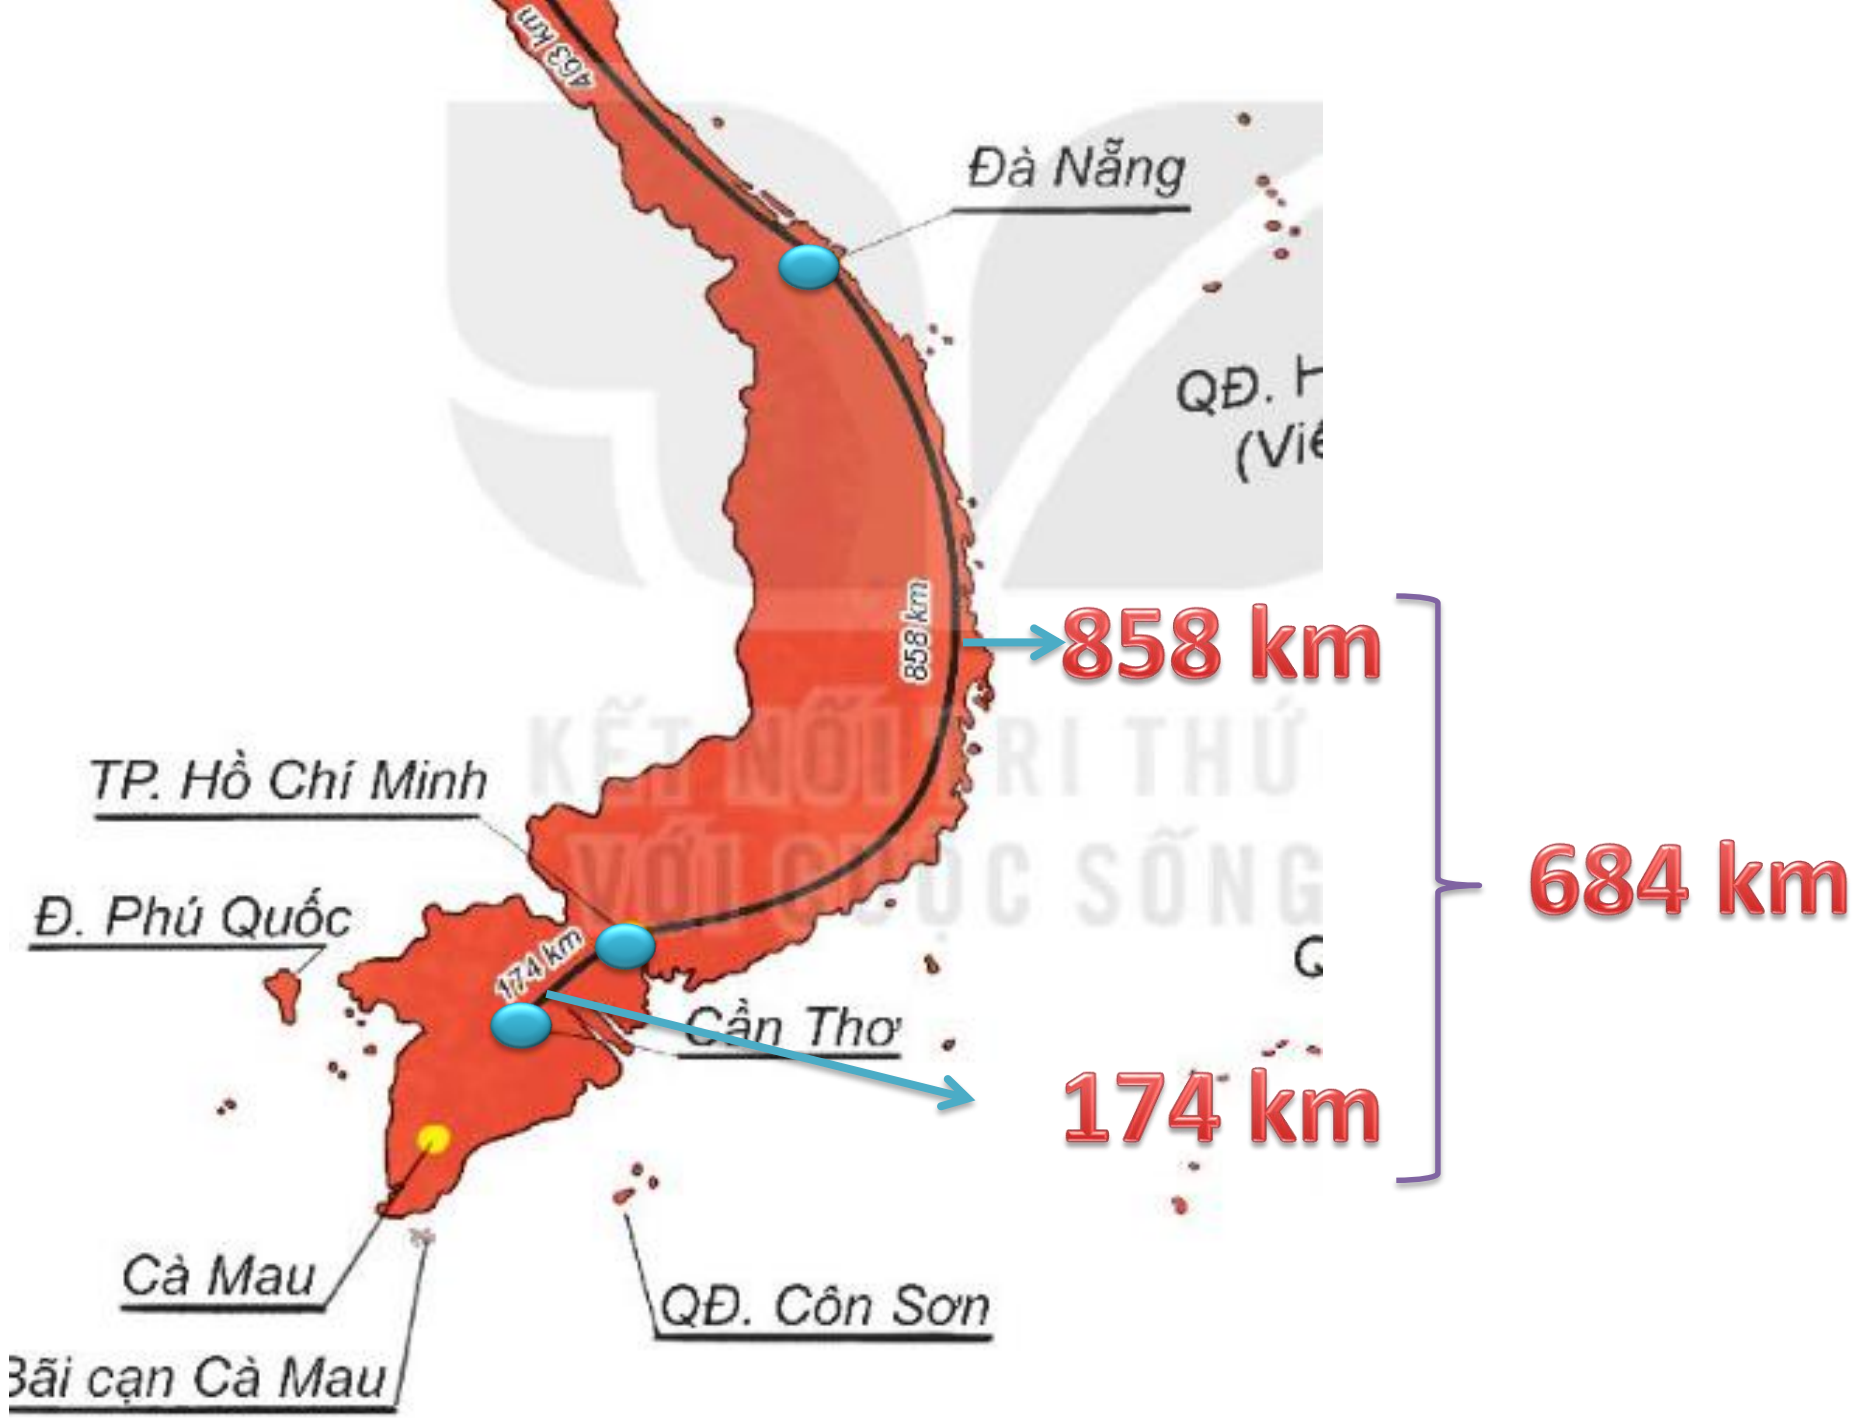 463 km
Đà Nẵng
QĐ. H
(Viê
858 km
858 km
KẾT NỐI TRI THỨ
TP. Hồ Chí Minh
VỚI CUỘC SỐNG
684 km
Đ. Phú Quốc
174 km
Q
Cần Thơ
174 km
Cà Mau
QĐ. Côn Sơn
Bãi cạn Cà Mau